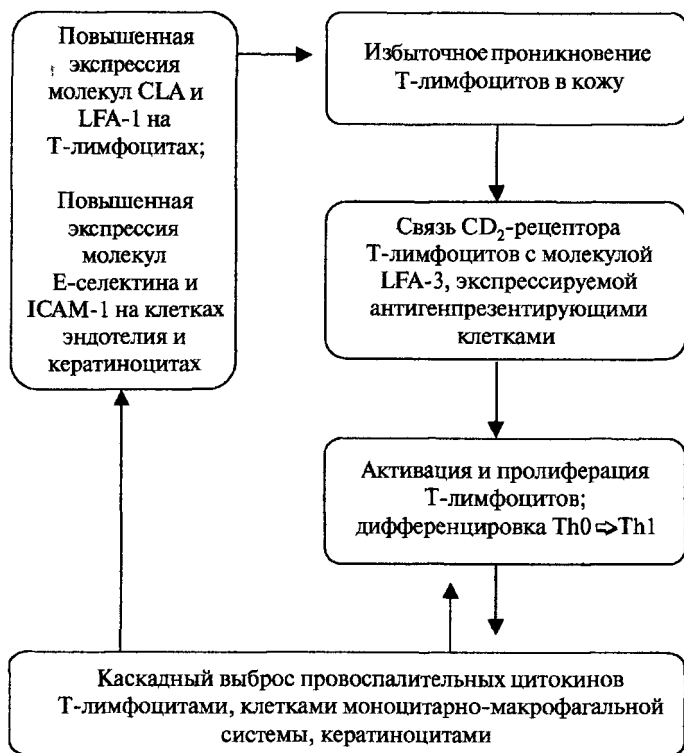 Повышенная
экспрессия
молекул CLA и
LFA-1 на
Т-лимфоцитах;
Повышенная
экспрессия
молекул
Е-селектина и
ICAM-1 на клетках
эндотелия и
кератиноцитах
Избыточное проникновение
Т-лимфоцитов в кожу
Связь CD₂-рецептора
Т-лимфоцитов с молекулой
LFA-3, экспрессируемой
антигенпрезентирующими
клетками
Активация и пролиферация
Т-лимфоцитов;
дифференцировка Th0⇨Th1
Каскадный выброс провоспалительных цитокинов
Т-лимфоцитами, клетками моноцитарно-макрофагальной
системы, кератиноцитами